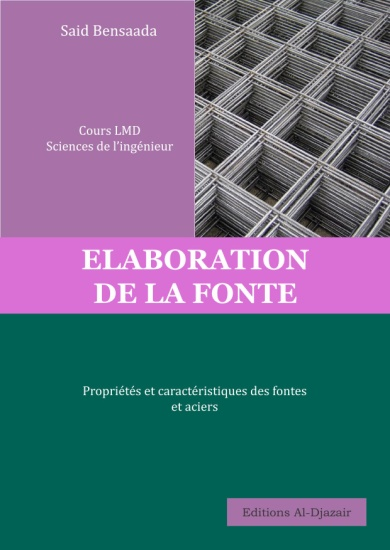 Said Bensaada
Cours LMD
Sciences de l'ingénieur
ELABORATION
DE LA FONTE
Propriétés et caractéristiques des fontes
et aciers
Editions Al-Djazair